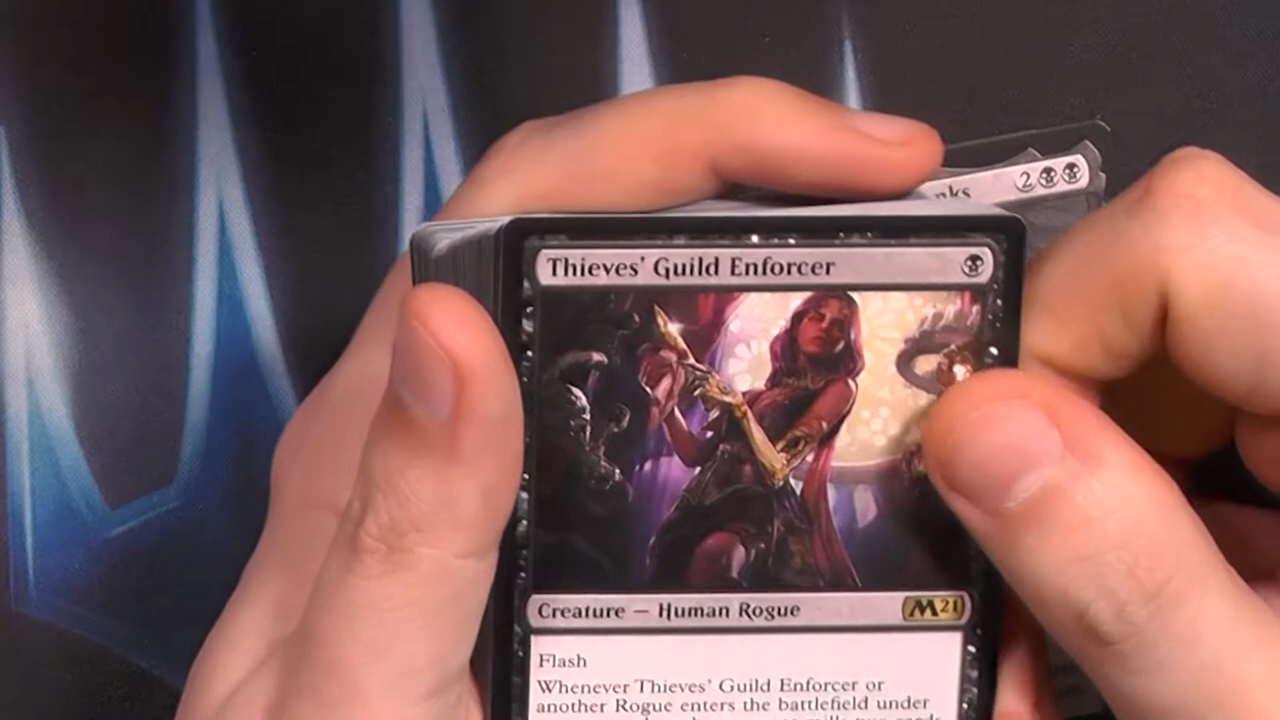 2
Thieves' Guild Enforcer
Creature — Human Rogue M21
Flash
Whenever Thieves' Guild Enforcer or
another Rogue enters the battlefield under